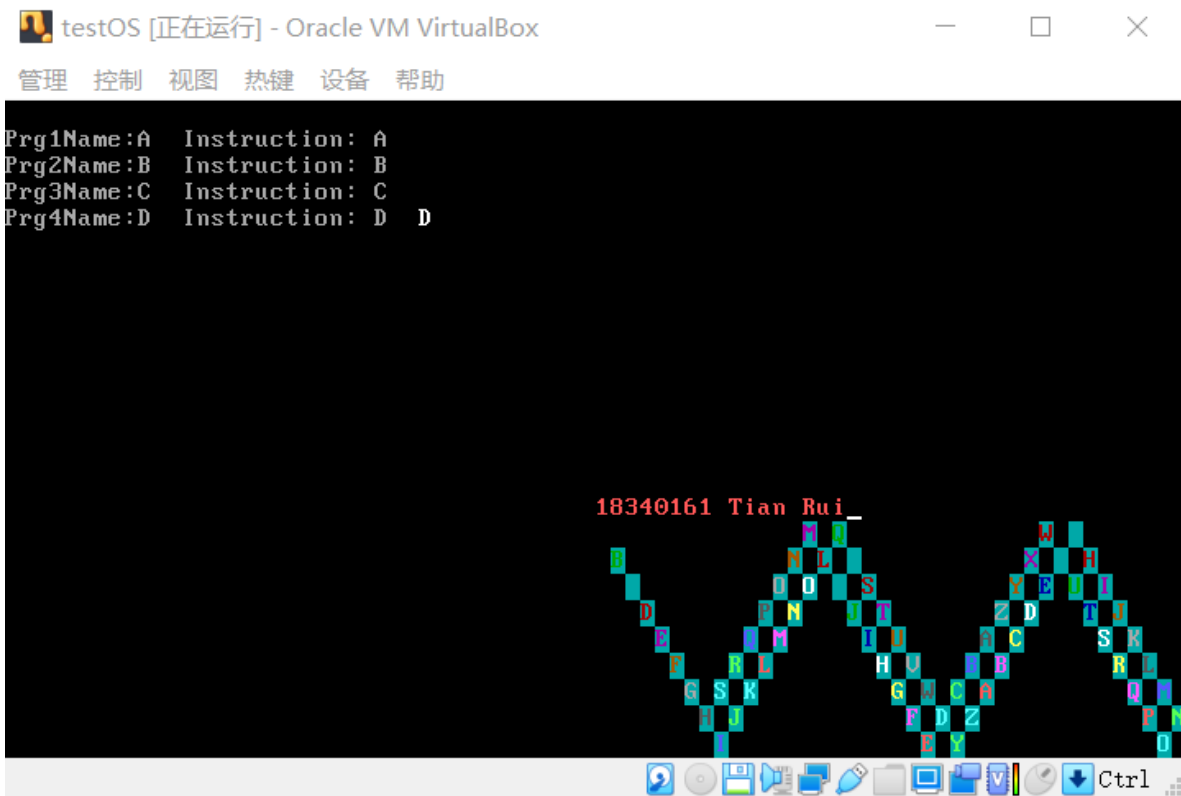 testOS [正在运行] - Oracle VM VirtualBox
管理 控制 视图 热键 设备 帮助
Prg1Name:A Instruction: A
Prg2Name:B Instruction: B
Prg3Name:C Instruction: C
Prg4Name:D Instruction: D D
18340161 Tian Rui_
M Q W
B N L X H
O O S Y E U I
D P N J T Z D T J
E Q M I U A C S K
F R L H V B B R L
G S K G W C A Q M
H J F D Z P N
I E Y O
Ctrl